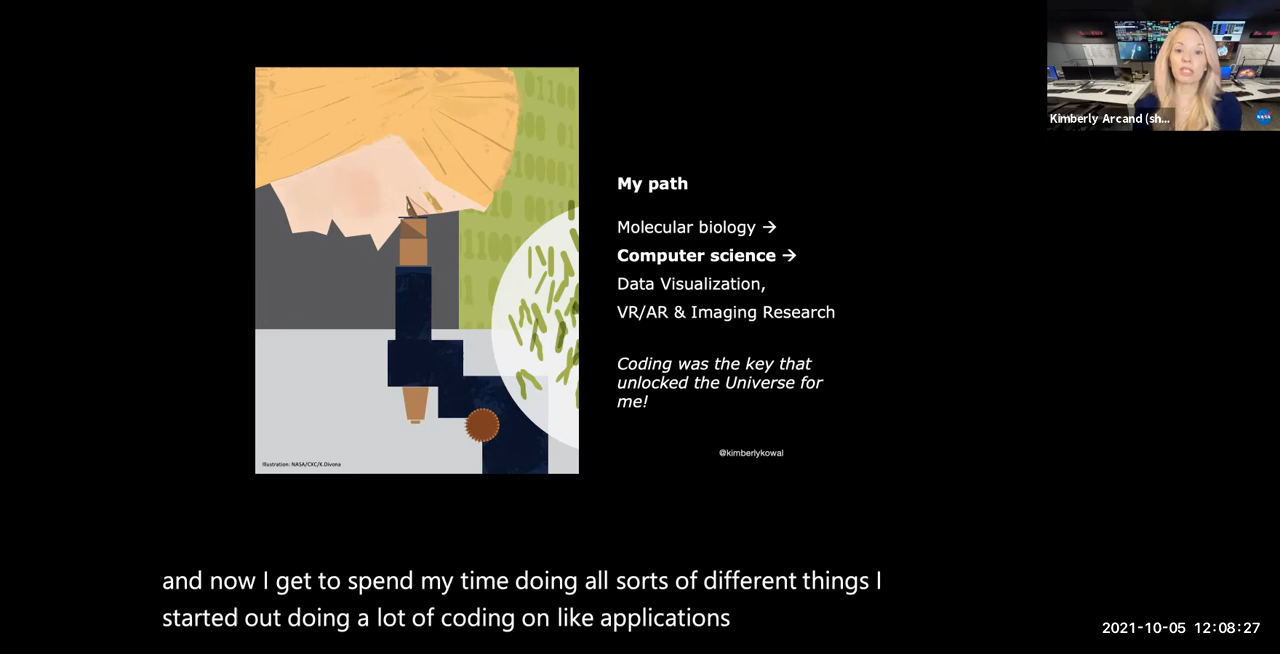 Kimberly Arcand (sh...
NASA
My path
Molecular biology →
Computer science →
Data Visualization,
VR/AR & Imaging Research
Coding was the key that
unlocked the Universe for
me!
@kimberlykowal
Illustration: NASA/CXC/K.Divona
and now I get to spend my time doing all sorts of different things I
started out doing a lot of coding on like applications
2021-10-05 12:08:27